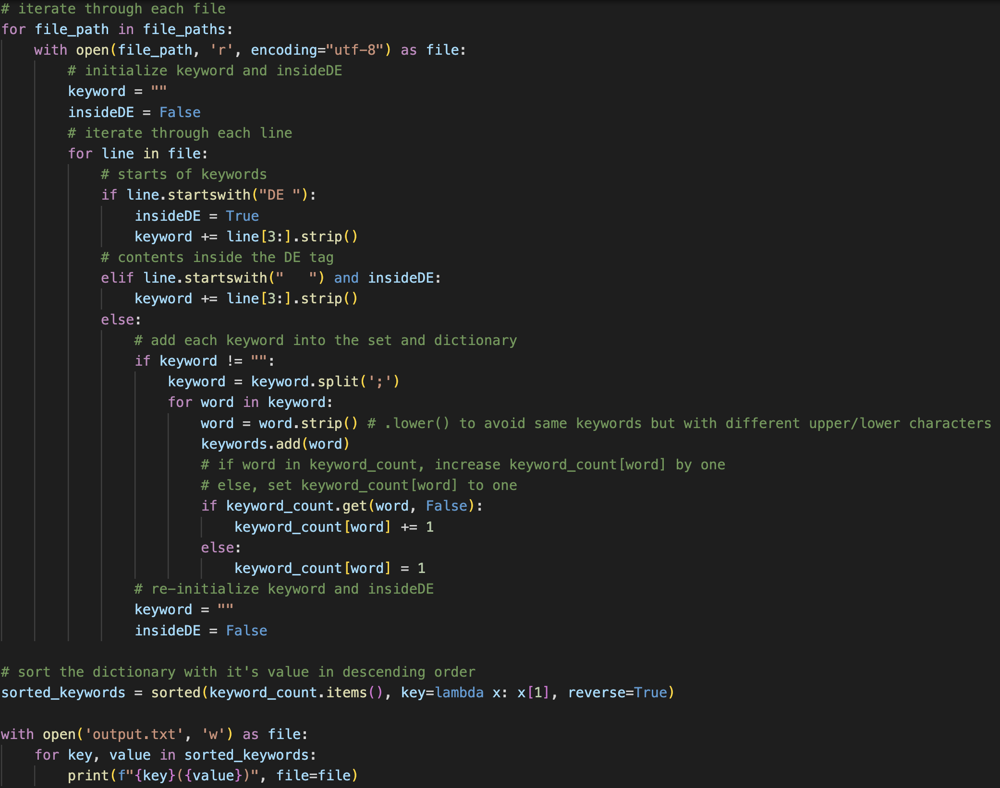 # iterate through each file
for file_path in file_paths:
    with open(file_path, 'r', encoding="utf-8") as file:
        # initialize keyword and insideDE
        keyword = ""
        insideDE = False
        # iterate through each line
        for line in file:
            # starts of keywords
            if line.startswith("DE "):
                insideDE = True
                keyword += line[3:].strip()
            # contents inside the DE tag
            elif line.startswith("   ") and insideDE:
                keyword += line[3:].strip()
            else:
                # add each keyword into the set and dictionary
                if keyword != "":
                    keyword = keyword.split(';')
                    for word in keyword:
                        word = word.strip() # .lower() to avoid same keywords but with different upper/lower characters
                        keywords.add(word)
                        # if word in keyword_count, increase keyword_count[word] by one
                        # else, set keyword_count[word] to one
                        if keyword_count.get(word, False):
                            keyword_count[word] += 1
                        else:
                            keyword_count[word] = 1
                # re-initialize keyword and insideDE
                keyword = ""
                insideDE = False

# sort the dictionary with it's value in descending order
sorted_keywords = sorted(keyword_count.items(), key=lambda x: x[1], reverse=True)

with open('output.txt', 'w') as file:
    for key, value in sorted_keywords:
        print(f"{key}({value})", file=file)